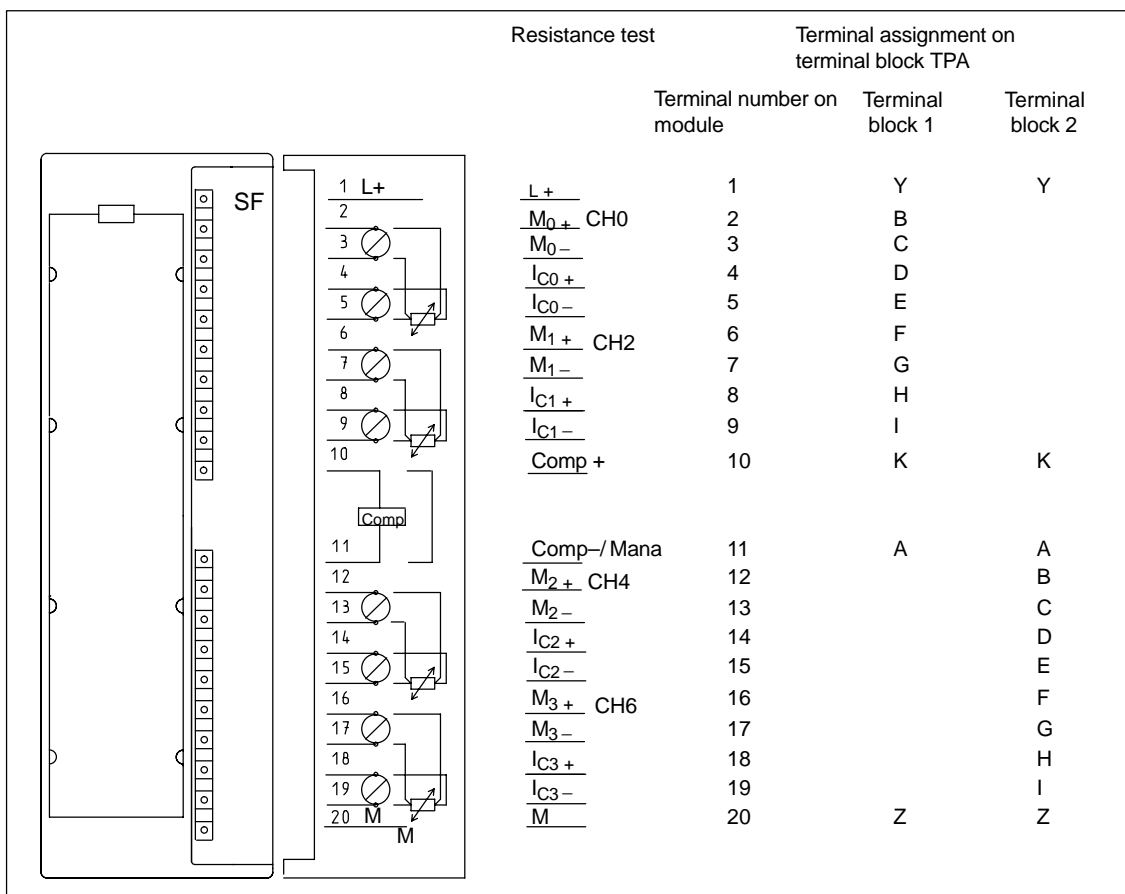 Resistance test Terminal assignment on
terminal block TPA
Terminal number on Terminal Terminal
module block 1 block 2
SF
1 L+
2
3
4
5
6
7
8
9
10
Comp
11
12
13
14
15
16
17
18
19
20 M
M
L + 1 Y Y
M0 + CH0 2 B
M0 – 3 C
IC0 + 4 D
IC0 – 5 E
M1 + CH2 6 F
M1 – 7 G
IC1 + 8 H
IC1 – 9 I
Comp + 10 K K
Comp–/ Mana 11 A A
M2 + CH4 12 B
M2 – 13 C
IC2 + 14 D
IC2 – 15 E
M3 + CH6 16 F
M3 – 17 G
IC3 + 18 H
IC3 – 19 I
M 20 Z Z